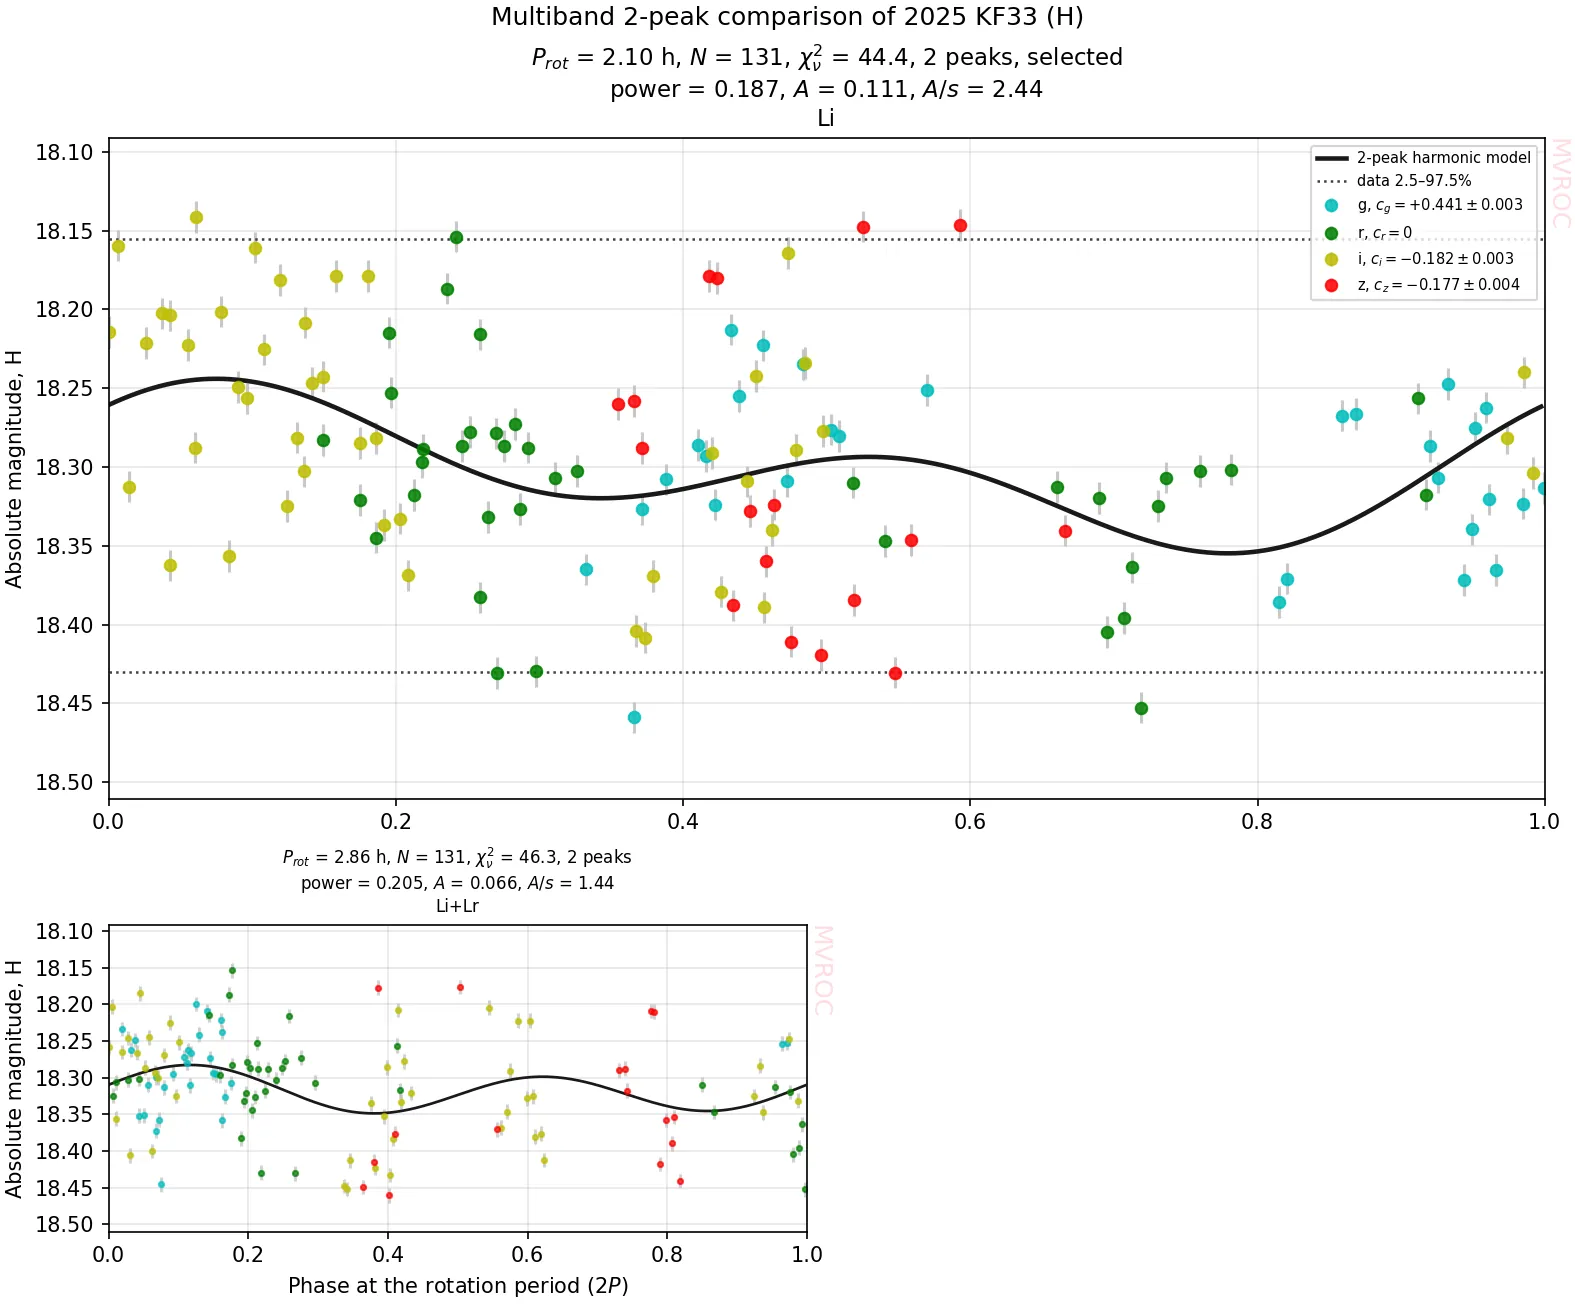 Multiband 2-peak comparison of 2025 KF33 (H)
P_rot = 2.10 h, N = 131, χ²_ν = 44.4, 2 peaks, selected
power = 0.187, A = 0.111, A/s = 2.44
Li
18.10
18.15
18.20
18.25
18.30
18.35
18.40
18.45
18.50
Absolute magnitude, H
2-peak harmonic model
data 2.5–97.5%
g, c_g = +0.441 ± 0.003
r, c_r = 0
i, c_i = −0.182 ± 0.003
z, c_z = −0.177 ± 0.004
MVROC
0.0 0.2 0.4 0.6 0.8 1.0
P_rot = 2.86 h, N = 131, χ²_ν = 46.3, 2 peaks
power = 0.205, A = 0.066, A/s = 1.44
Li+Lr
18.10
18.15
18.20
18.25
18.30
18.35
18.40
18.45
18.50
Absolute magnitude, H
MVROC
0.0 0.2 0.4 0.6 0.8 1.0
Phase at the rotation period (2P)